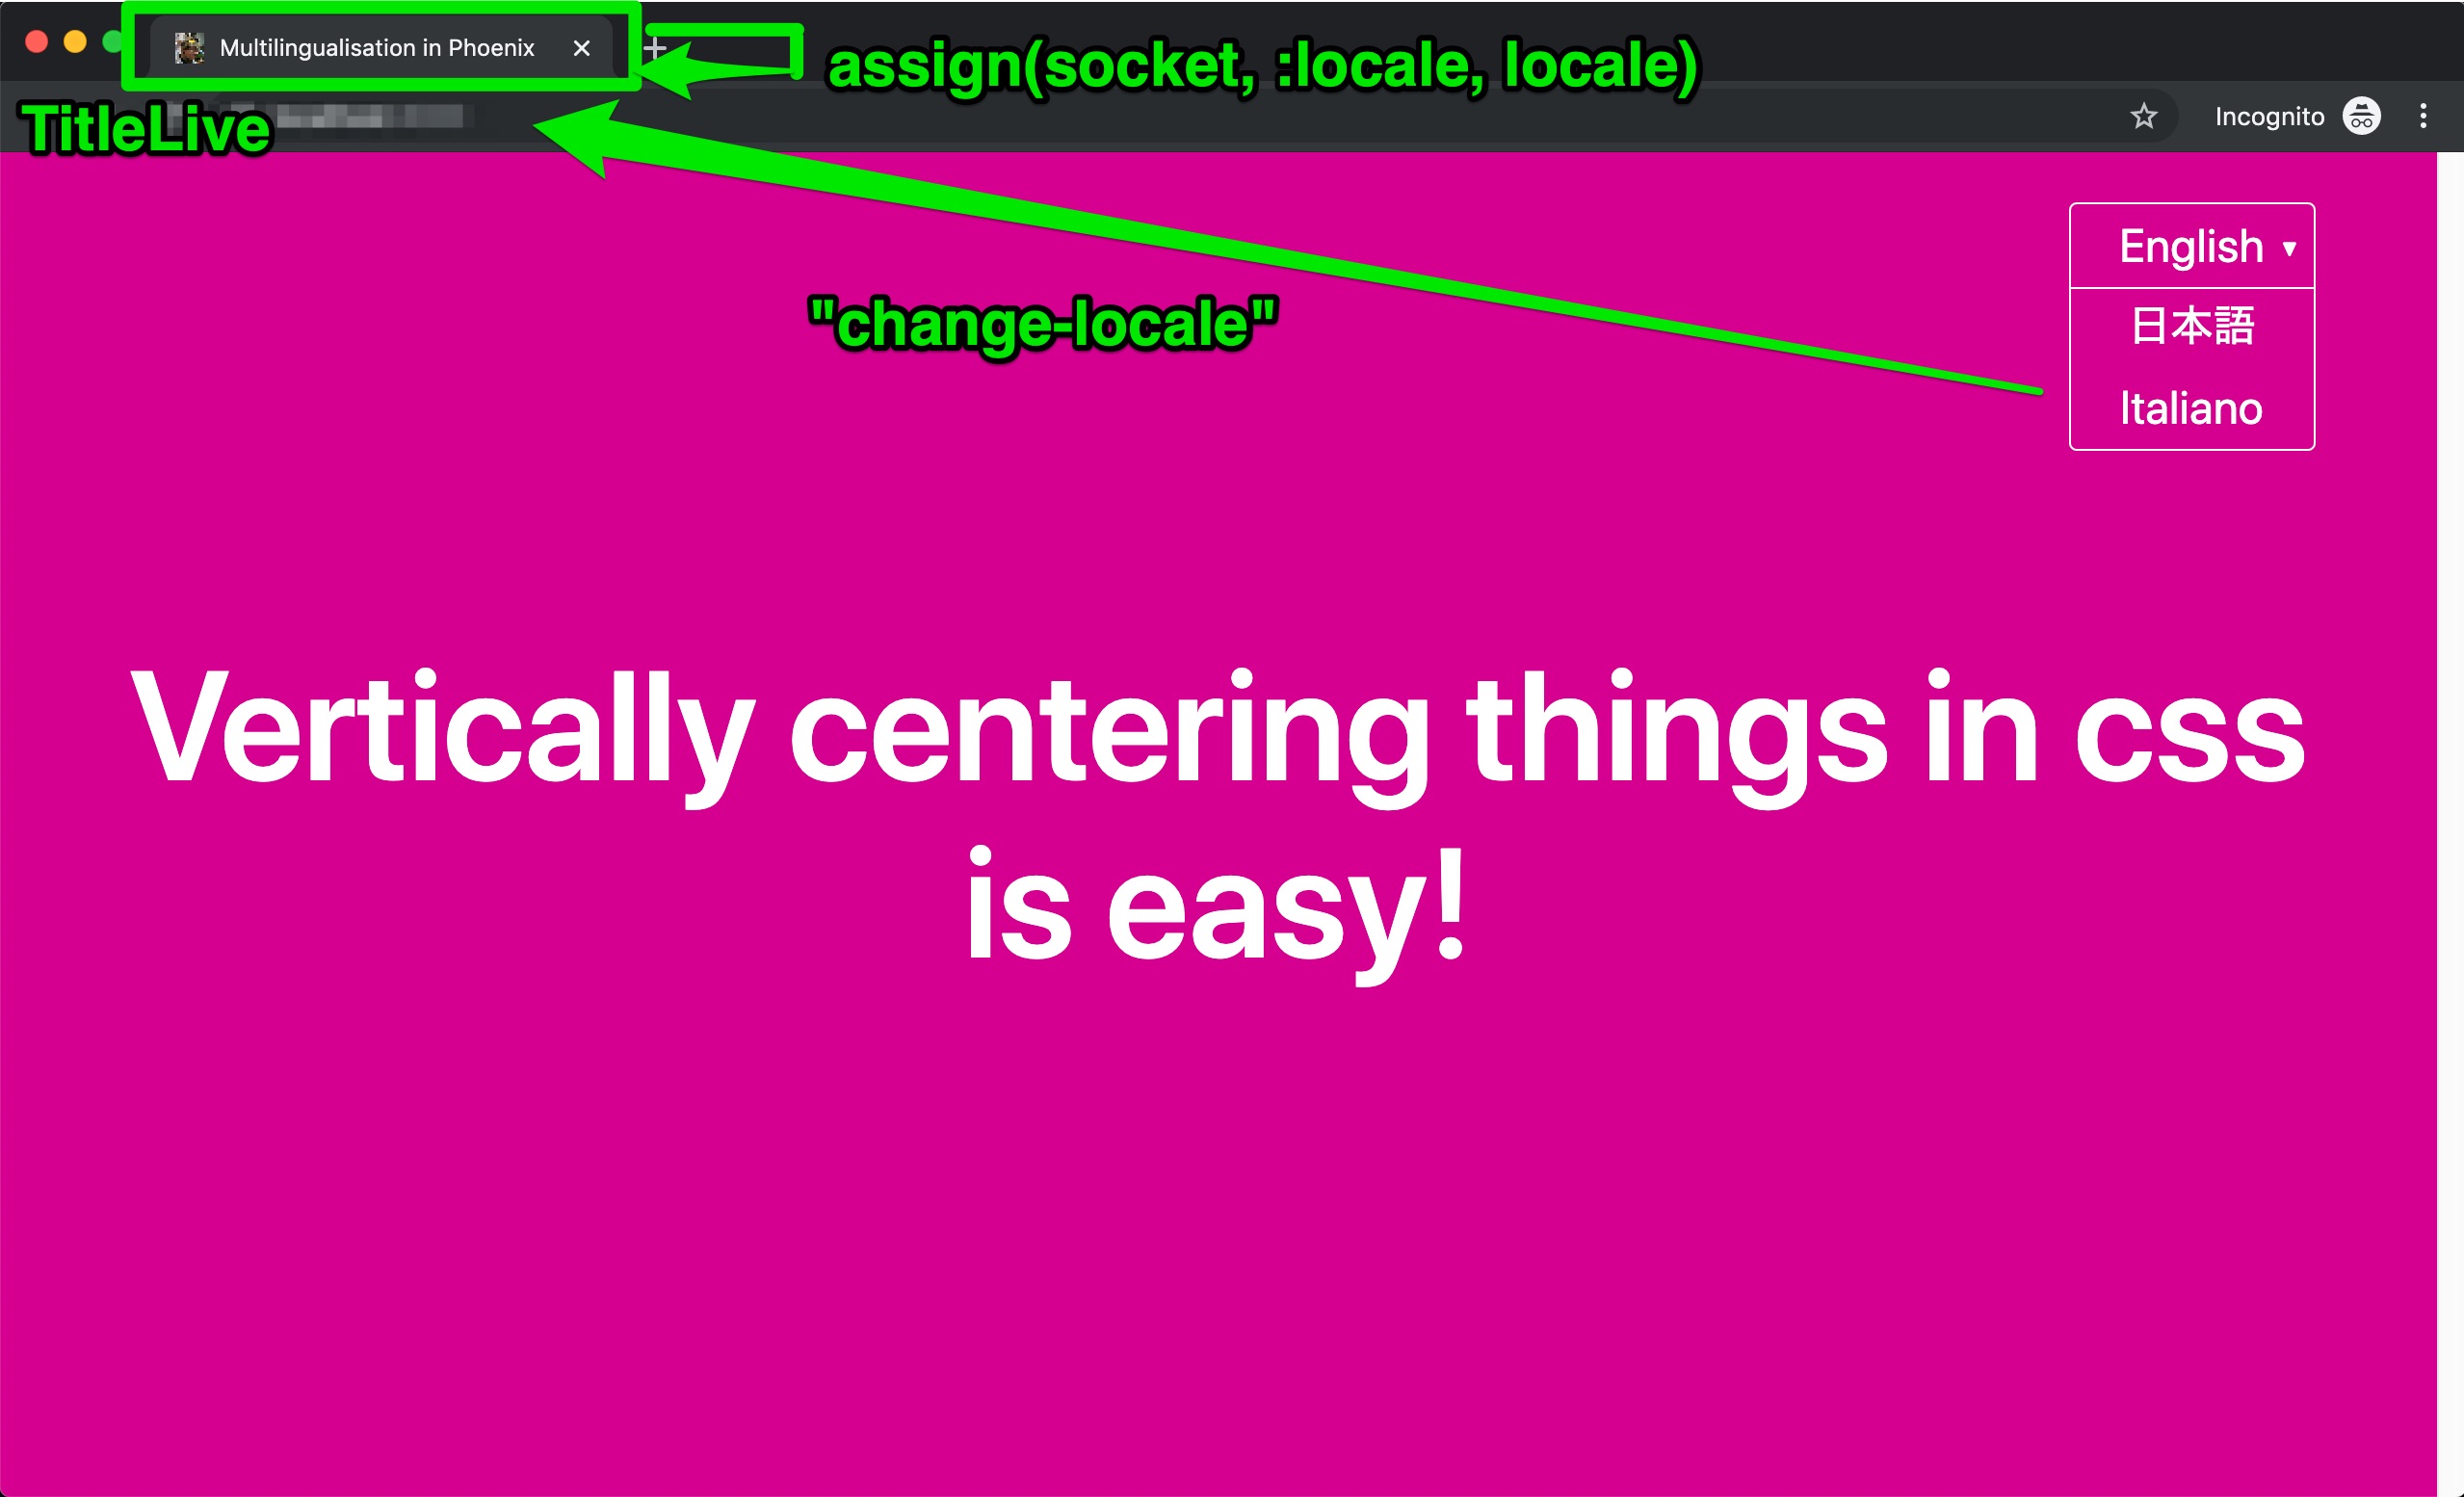 Multilingualisation in Phoenix
assign(socket, :locale, locale)
TitleLive
Incognito
English
"change-locale"
日本語
Italiano
Vertically centering things in css
is easy!